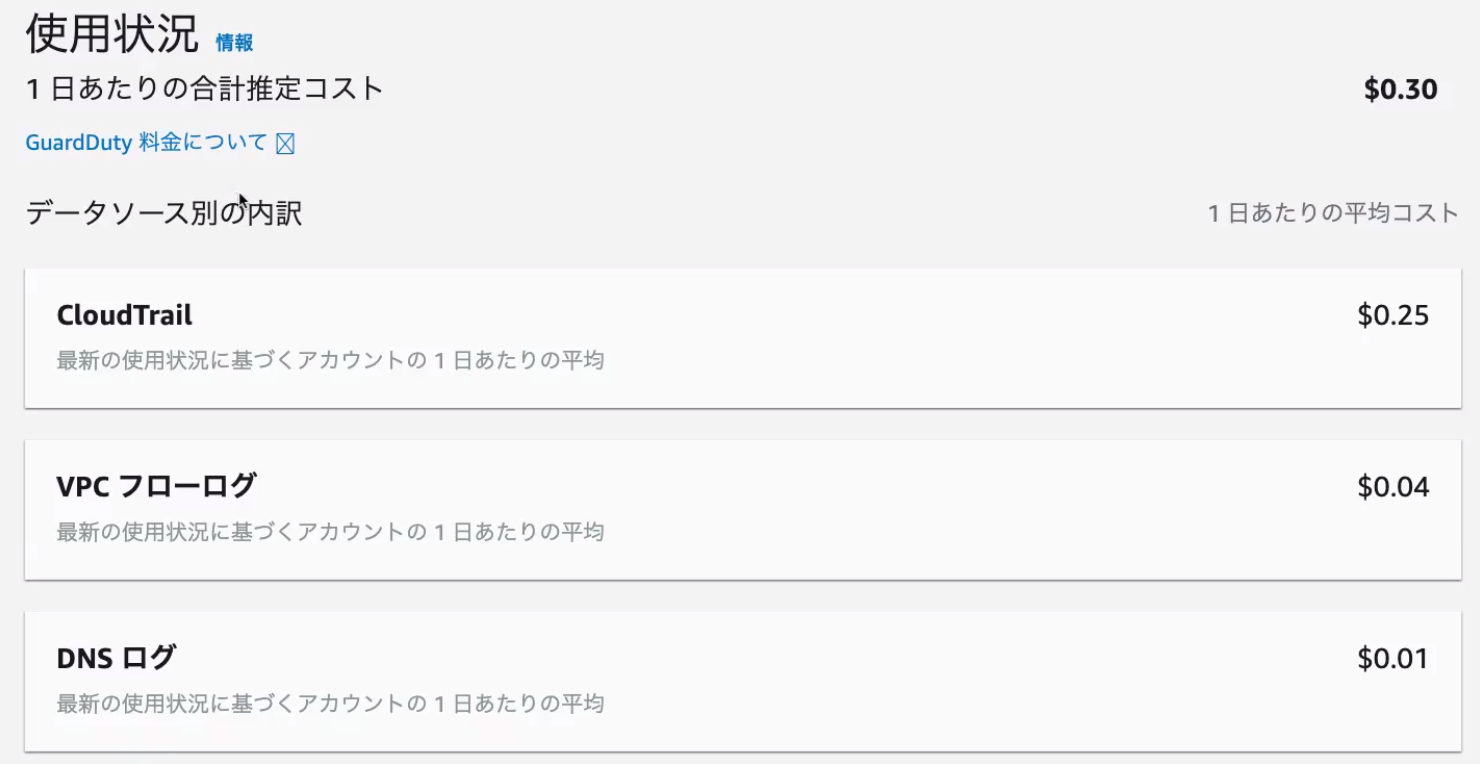 使用状況 情報
1 日あたりの合計推定コスト $0.30
GuardDuty 料金について
データソース別の内訳 1 日あたりの平均コスト
CloudTrail $0.25
最新の使用状況に基づくアカウントの 1 日あたりの平均
VPC フローログ $0.04
最新の使用状況に基づくアカウントの 1 日あたりの平均
DNS ログ $0.01
最新の使用状況に基づくアカウントの 1 日あたりの平均